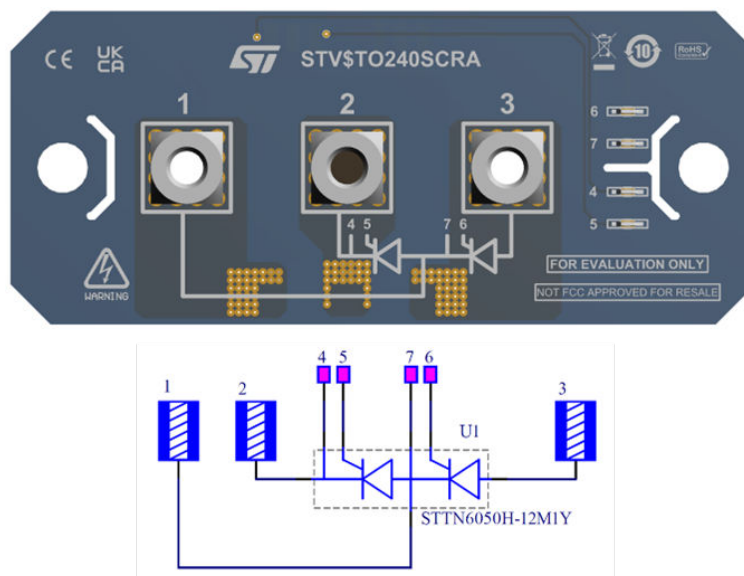 CE UK
CA
ST STV$TO240SCRA
10 RoHS
1 2 3
6
7
4
5
4 5 7 6
WARNING
FOR EVALUATION ONLY
NOT FCC APPROVED FOR RESALE
4 5 7 6
1 2 3
U1
STTN6050H-12M1Y